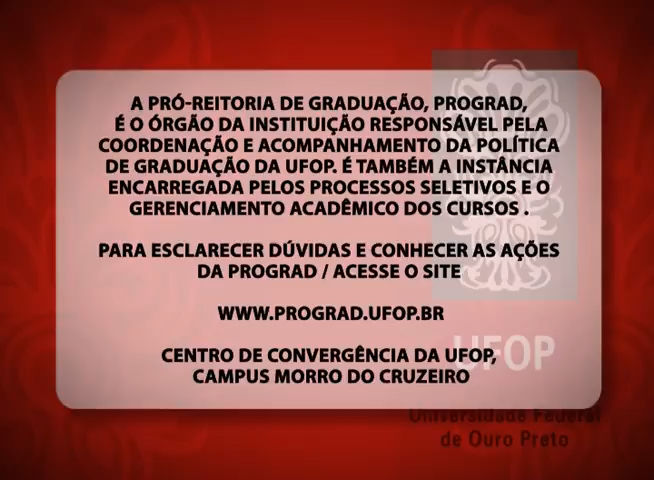 A PRÓ-REITORIA DE GRADUAÇÃO, PROGRAD,
É O ÓRGÃO DA INSTITUIÇÃO RESPONSÁVEL PELA
COORDENAÇÃO E ACOMPANHAMENTO DA POLÍTICA
DE GRADUAÇÃO DA UFOP. É TAMBÉM A INSTÂNCIA
ENCARREGADA PELOS PROCESSOS SELETIVOS E O
GERENCIAMENTO ACADÊMICO DOS CURSOS .
PARA ESCLARECER DÚVIDAS E CONHECER AS AÇÕES
DA PROGRAD / ACESSE O SITE
WWW.PROGRAD.UFOP.BR
CENTRO DE CONVERGÊNCIA DA UFOP,
CAMPUS MORRO DO CRUZEIRO
UFOP
Universidade Federal
de Ouro Preto